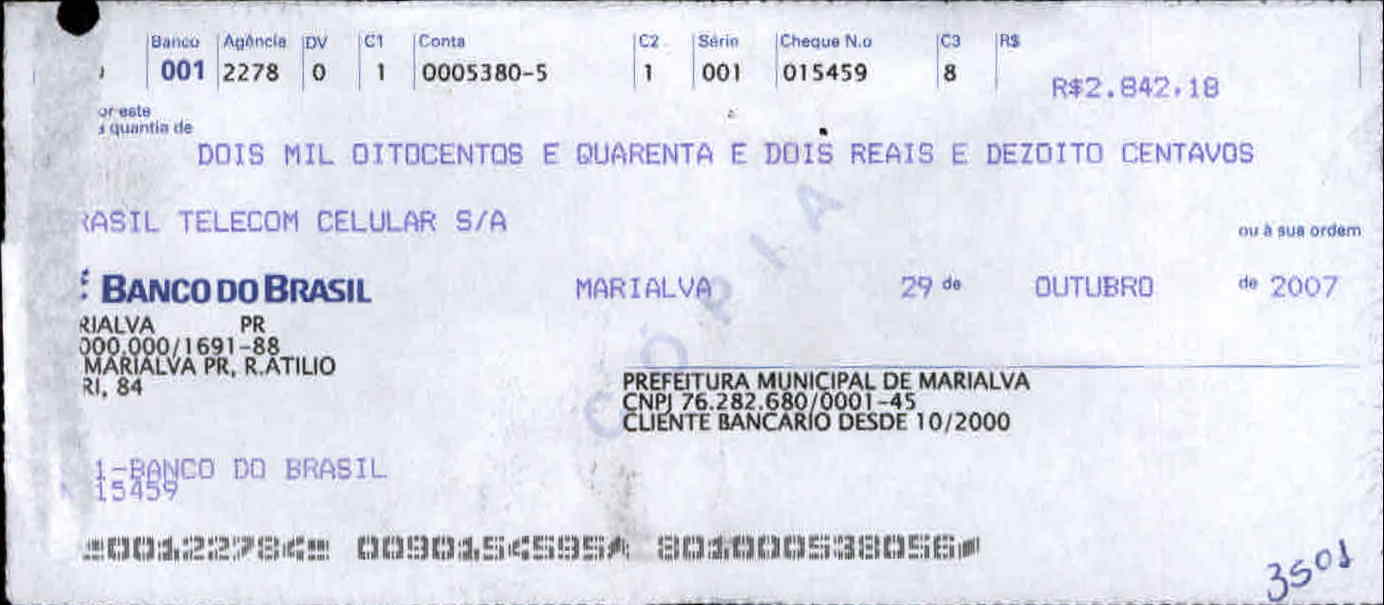 Banco Agência DV C1 Conta C2 Série Cheque N.o C3 R$
001 2278 0 1 0005380-5 1 001 015459 8
R$2.842,18
or este
quantia de
DOIS MIL OITOCENTOS E QUARENTA E DOIS REAIS E DEZOITO CENTAVOS
RASIL TELECOM CELULAR S/A
ou à sua ordem
BANCO DO BRASIL MARIALVA 29 de OUTUBRO de 2007
RIALVA PR
000.000/1691-88
MARIALVA PR, R.ATILIO
RI, 84
PREFEITURA MUNICIPAL DE MARIALVA
CNPJ 76.282.680/0001-45
CLIENTE BANCARIO DESDE 10/2000
CÓPIA
1-BANCO DO BRASIL
15459
3501